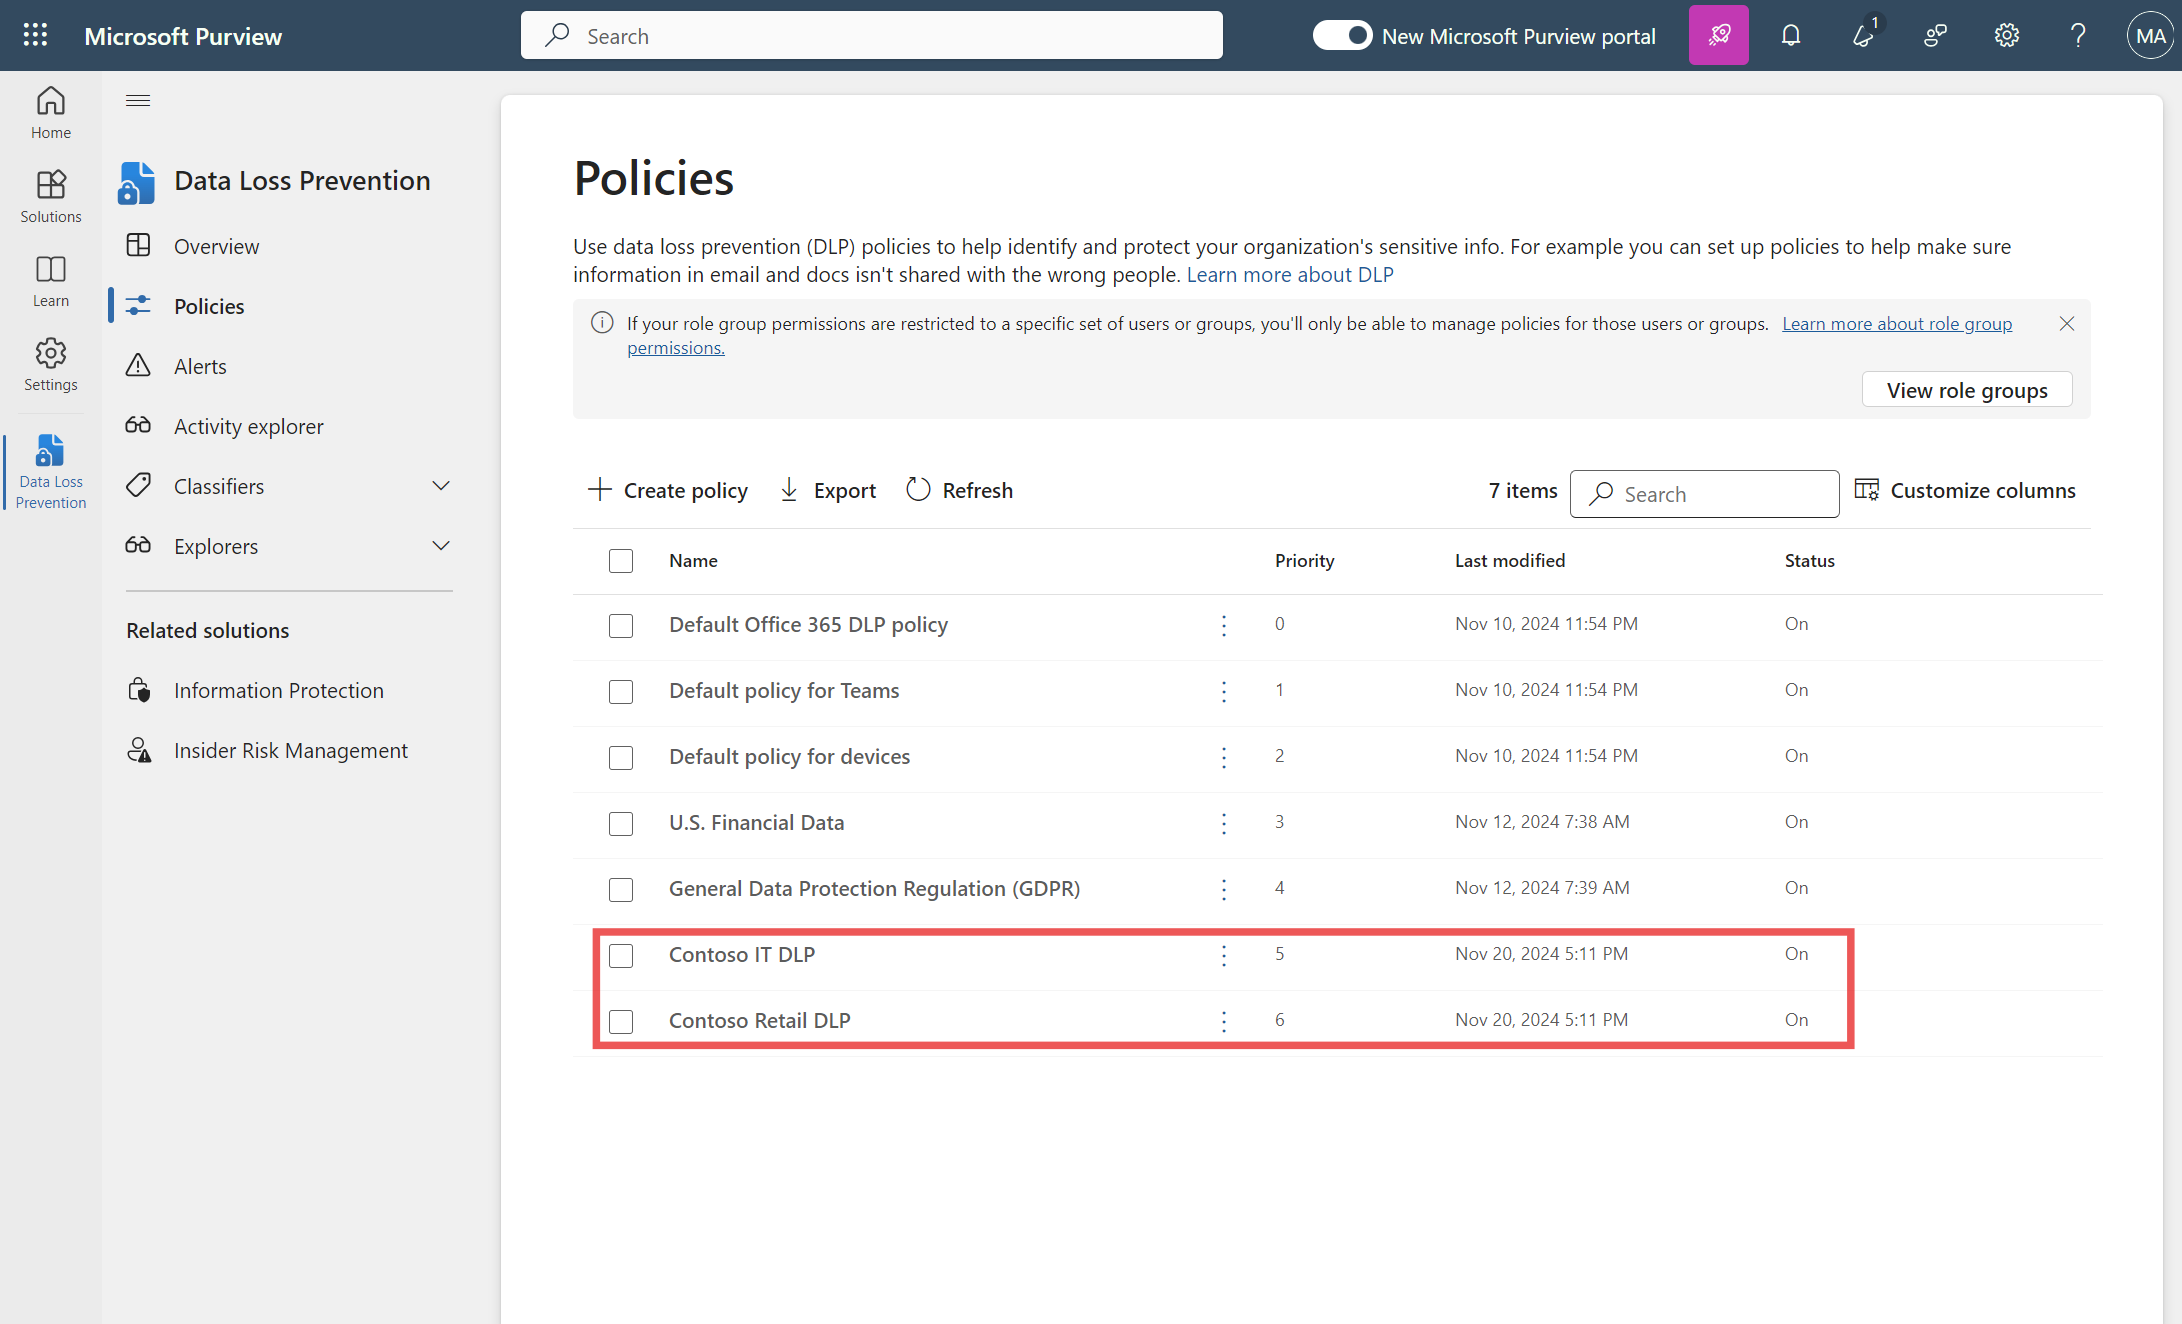 Microsoft Purview
Search
New Microsoft Purview portal
1
MA
Home
Solutions
Learn
Settings
Data Loss
Prevention
Data Loss Prevention
Overview
Policies
Alerts
Activity explorer
Classifiers
Explorers
Related solutions
Information Protection
Insider Risk Management
Policies
Use data loss prevention (DLP) policies to help identify and protect your organization's sensitive info. For example you can set up policies to help make sure
information in email and docs isn't shared with the wrong people. Learn more about DLP
If your role group permissions are restricted to a specific set of users or groups, you'll only be able to manage policies for those users or groups. Learn more about role group
permissions.
View role groups
Create policy Export Refresh 7 items Search Customize columns
Name Priority Last modified Status
Default Office 365 DLP policy 0 Nov 10, 2024 11:54 PM On
Default policy for Teams 1 Nov 10, 2024 11:54 PM On
Default policy for devices 2 Nov 10, 2024 11:54 PM On
U.S. Financial Data 3 Nov 12, 2024 7:38 AM On
General Data Protection Regulation (GDPR) 4 Nov 12, 2024 7:39 AM On
Contoso IT DLP 5 Nov 20, 2024 5:11 PM On
Contoso Retail DLP 6 Nov 20, 2024 5:11 PM On